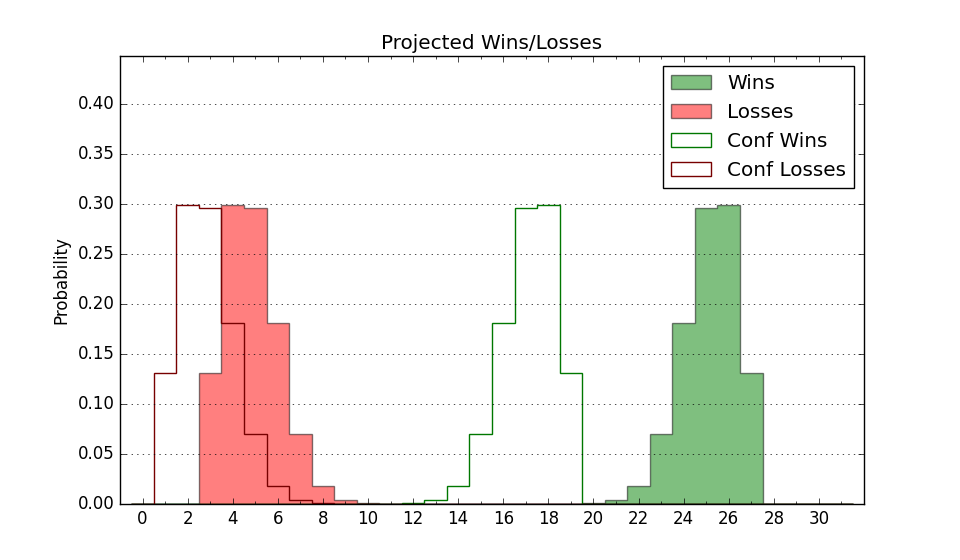 Projected Wins/Losses
Wins
Losses
Conf Wins
Conf Losses
Probability
0.40
0.35
0.30
0.25
0.20
0.15
0.10
0.05
0.00
0 2 4 6 8 10 12 14 16 18 20 22 24 26 28 30